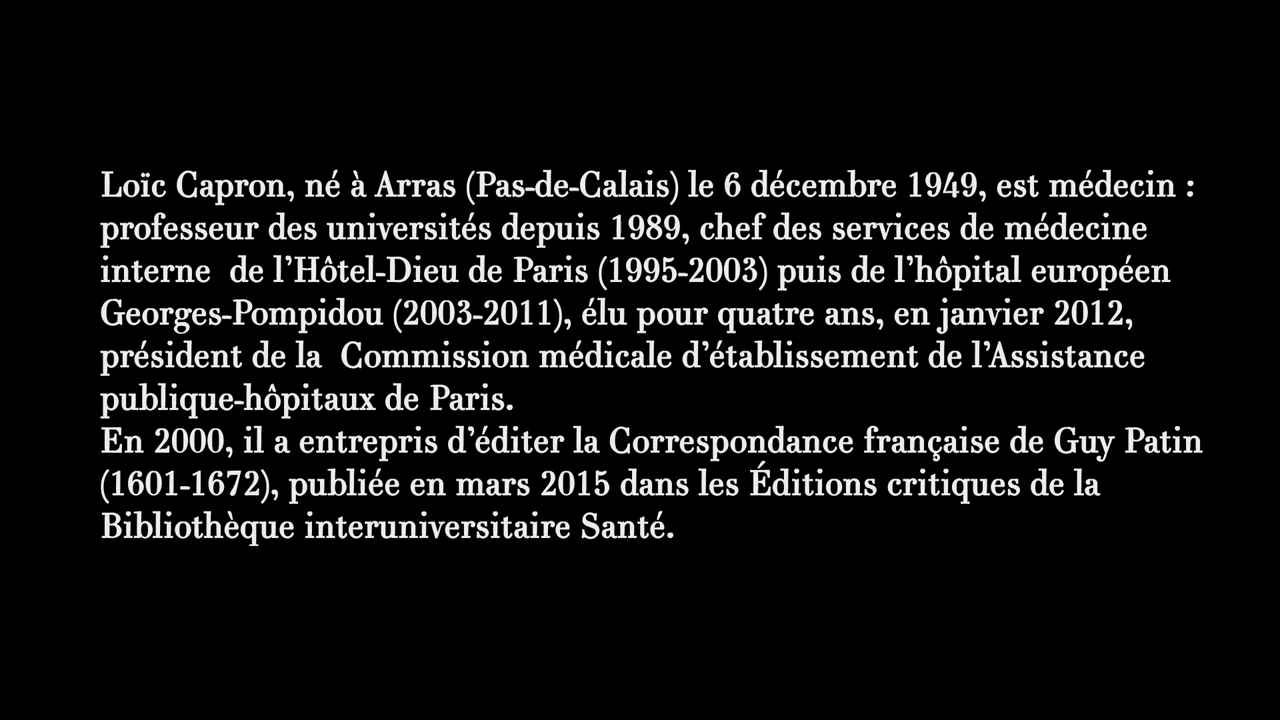 Loïc Capron, né à Arras (Pas-de-Calais) le 6 décembre 1949, est médecin :
professeur des universités depuis 1989, chef des services de médecine
interne  de l’Hôtel-Dieu de Paris (1995-2003) puis de l’hôpital européen
Georges-Pompidou (2003-2011), élu pour quatre ans, en janvier 2012,
président de la  Commission médicale d’établissement de l’Assistance
publique-hôpitaux de Paris.
En 2000, il a entrepris d’éditer la Correspondance française de Guy Patin
(1601-1672), publiée en mars 2015 dans les Éditions critiques de la
Bibliothèque interuniversitaire Santé.